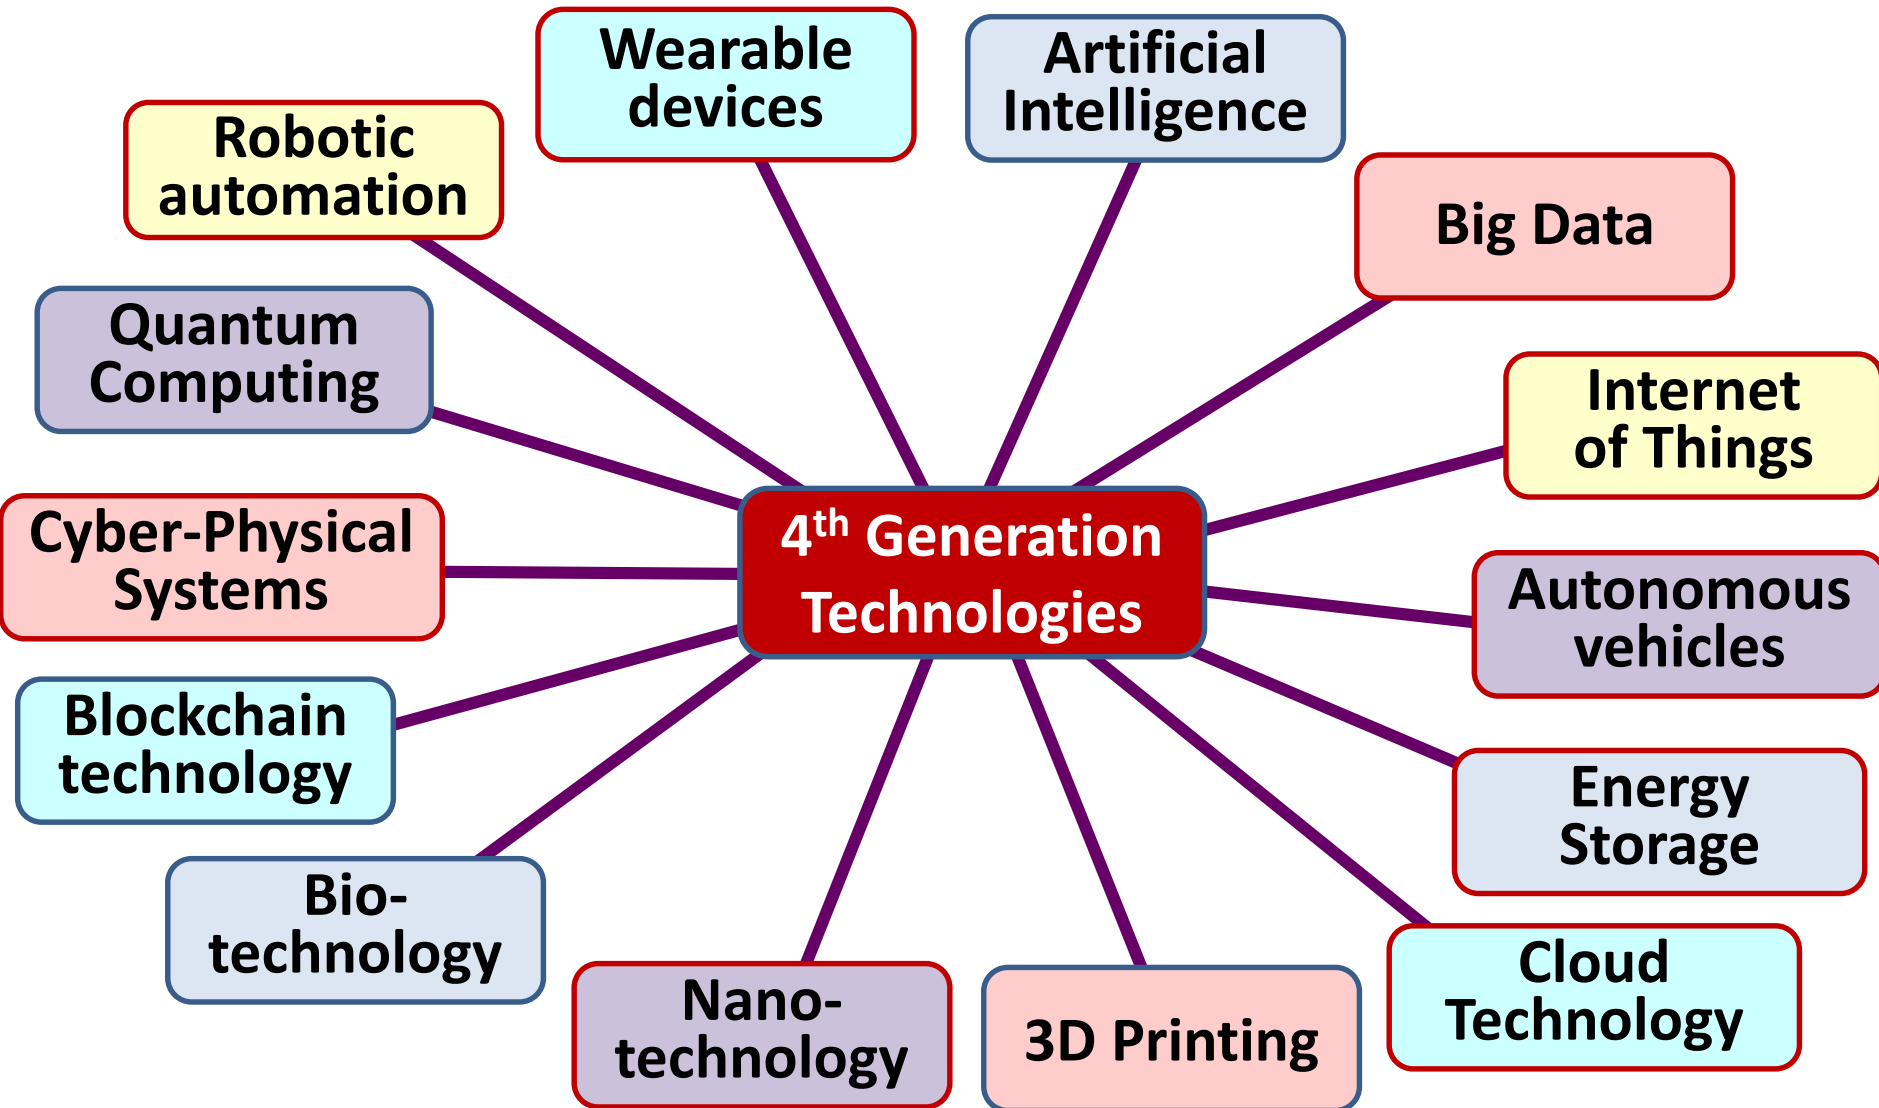 Wearable
devices
Artificial
Intelligence
Robotic
automation
Big Data
Quantum
Computing
Internet
of Things
Cyber-Physical
Systems
4th Generation
Technologies
Autonomous
vehicles
Blockchain
technology
Energy
Storage
Bio-
technology
Nano-
technology
3D Printing
Cloud
Technology